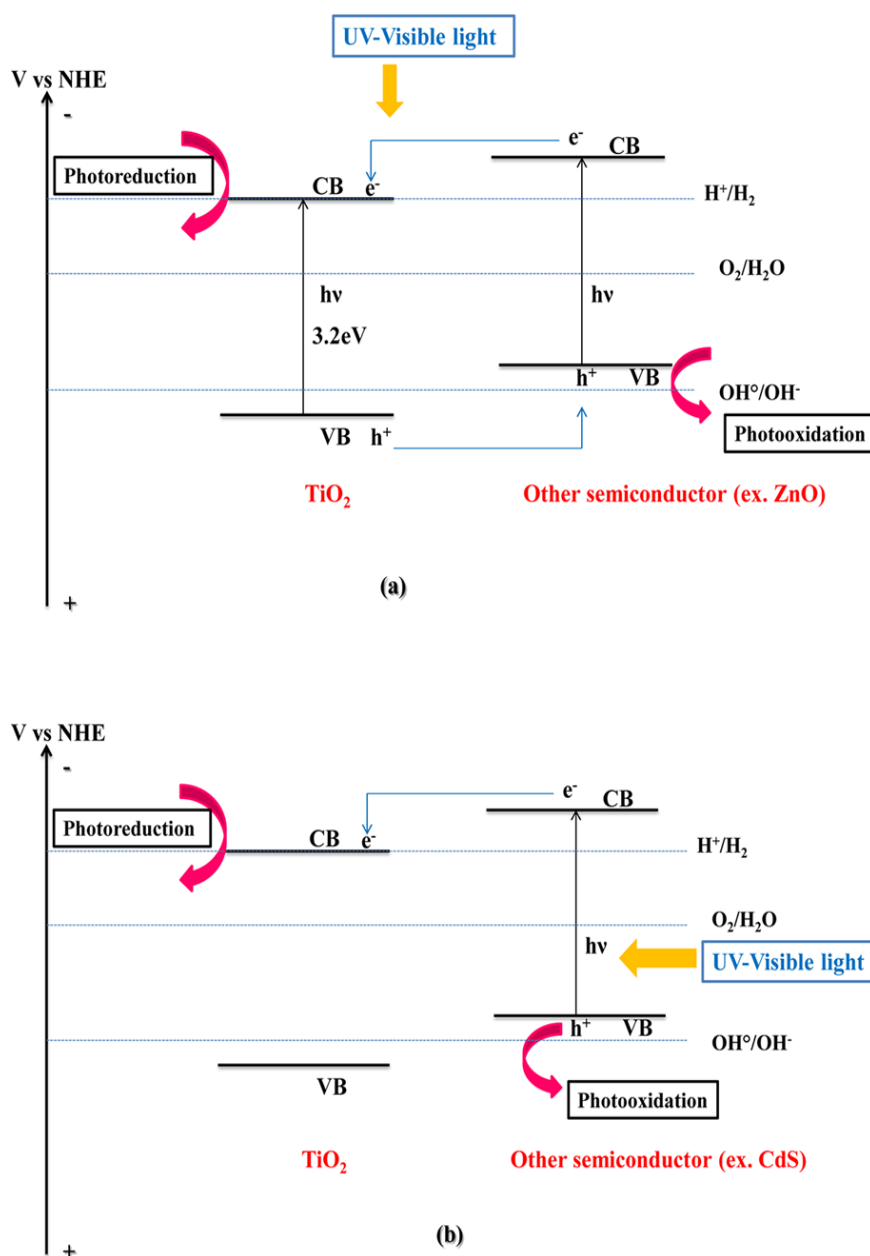 UV-Visible light
V vs NHE
-
e⁻
CB
Photoreduction
CB e⁻
H⁺/H₂
O₂/H₂O
hν
hν
3.2eV
h⁺ VB
OH°/OH⁻
VB h⁺
Photooxidation
TiO₂
Other semiconductor (ex. ZnO)
(a)
+
V vs NHE
-
e⁻
CB
Photoreduction
CB e⁻
H⁺/H₂
O₂/H₂O
hν
UV-Visible light
h⁺ VB
OH°/OH⁻
VB
Photooxidation
TiO₂
Other semiconductor (ex. CdS)
(b)
+